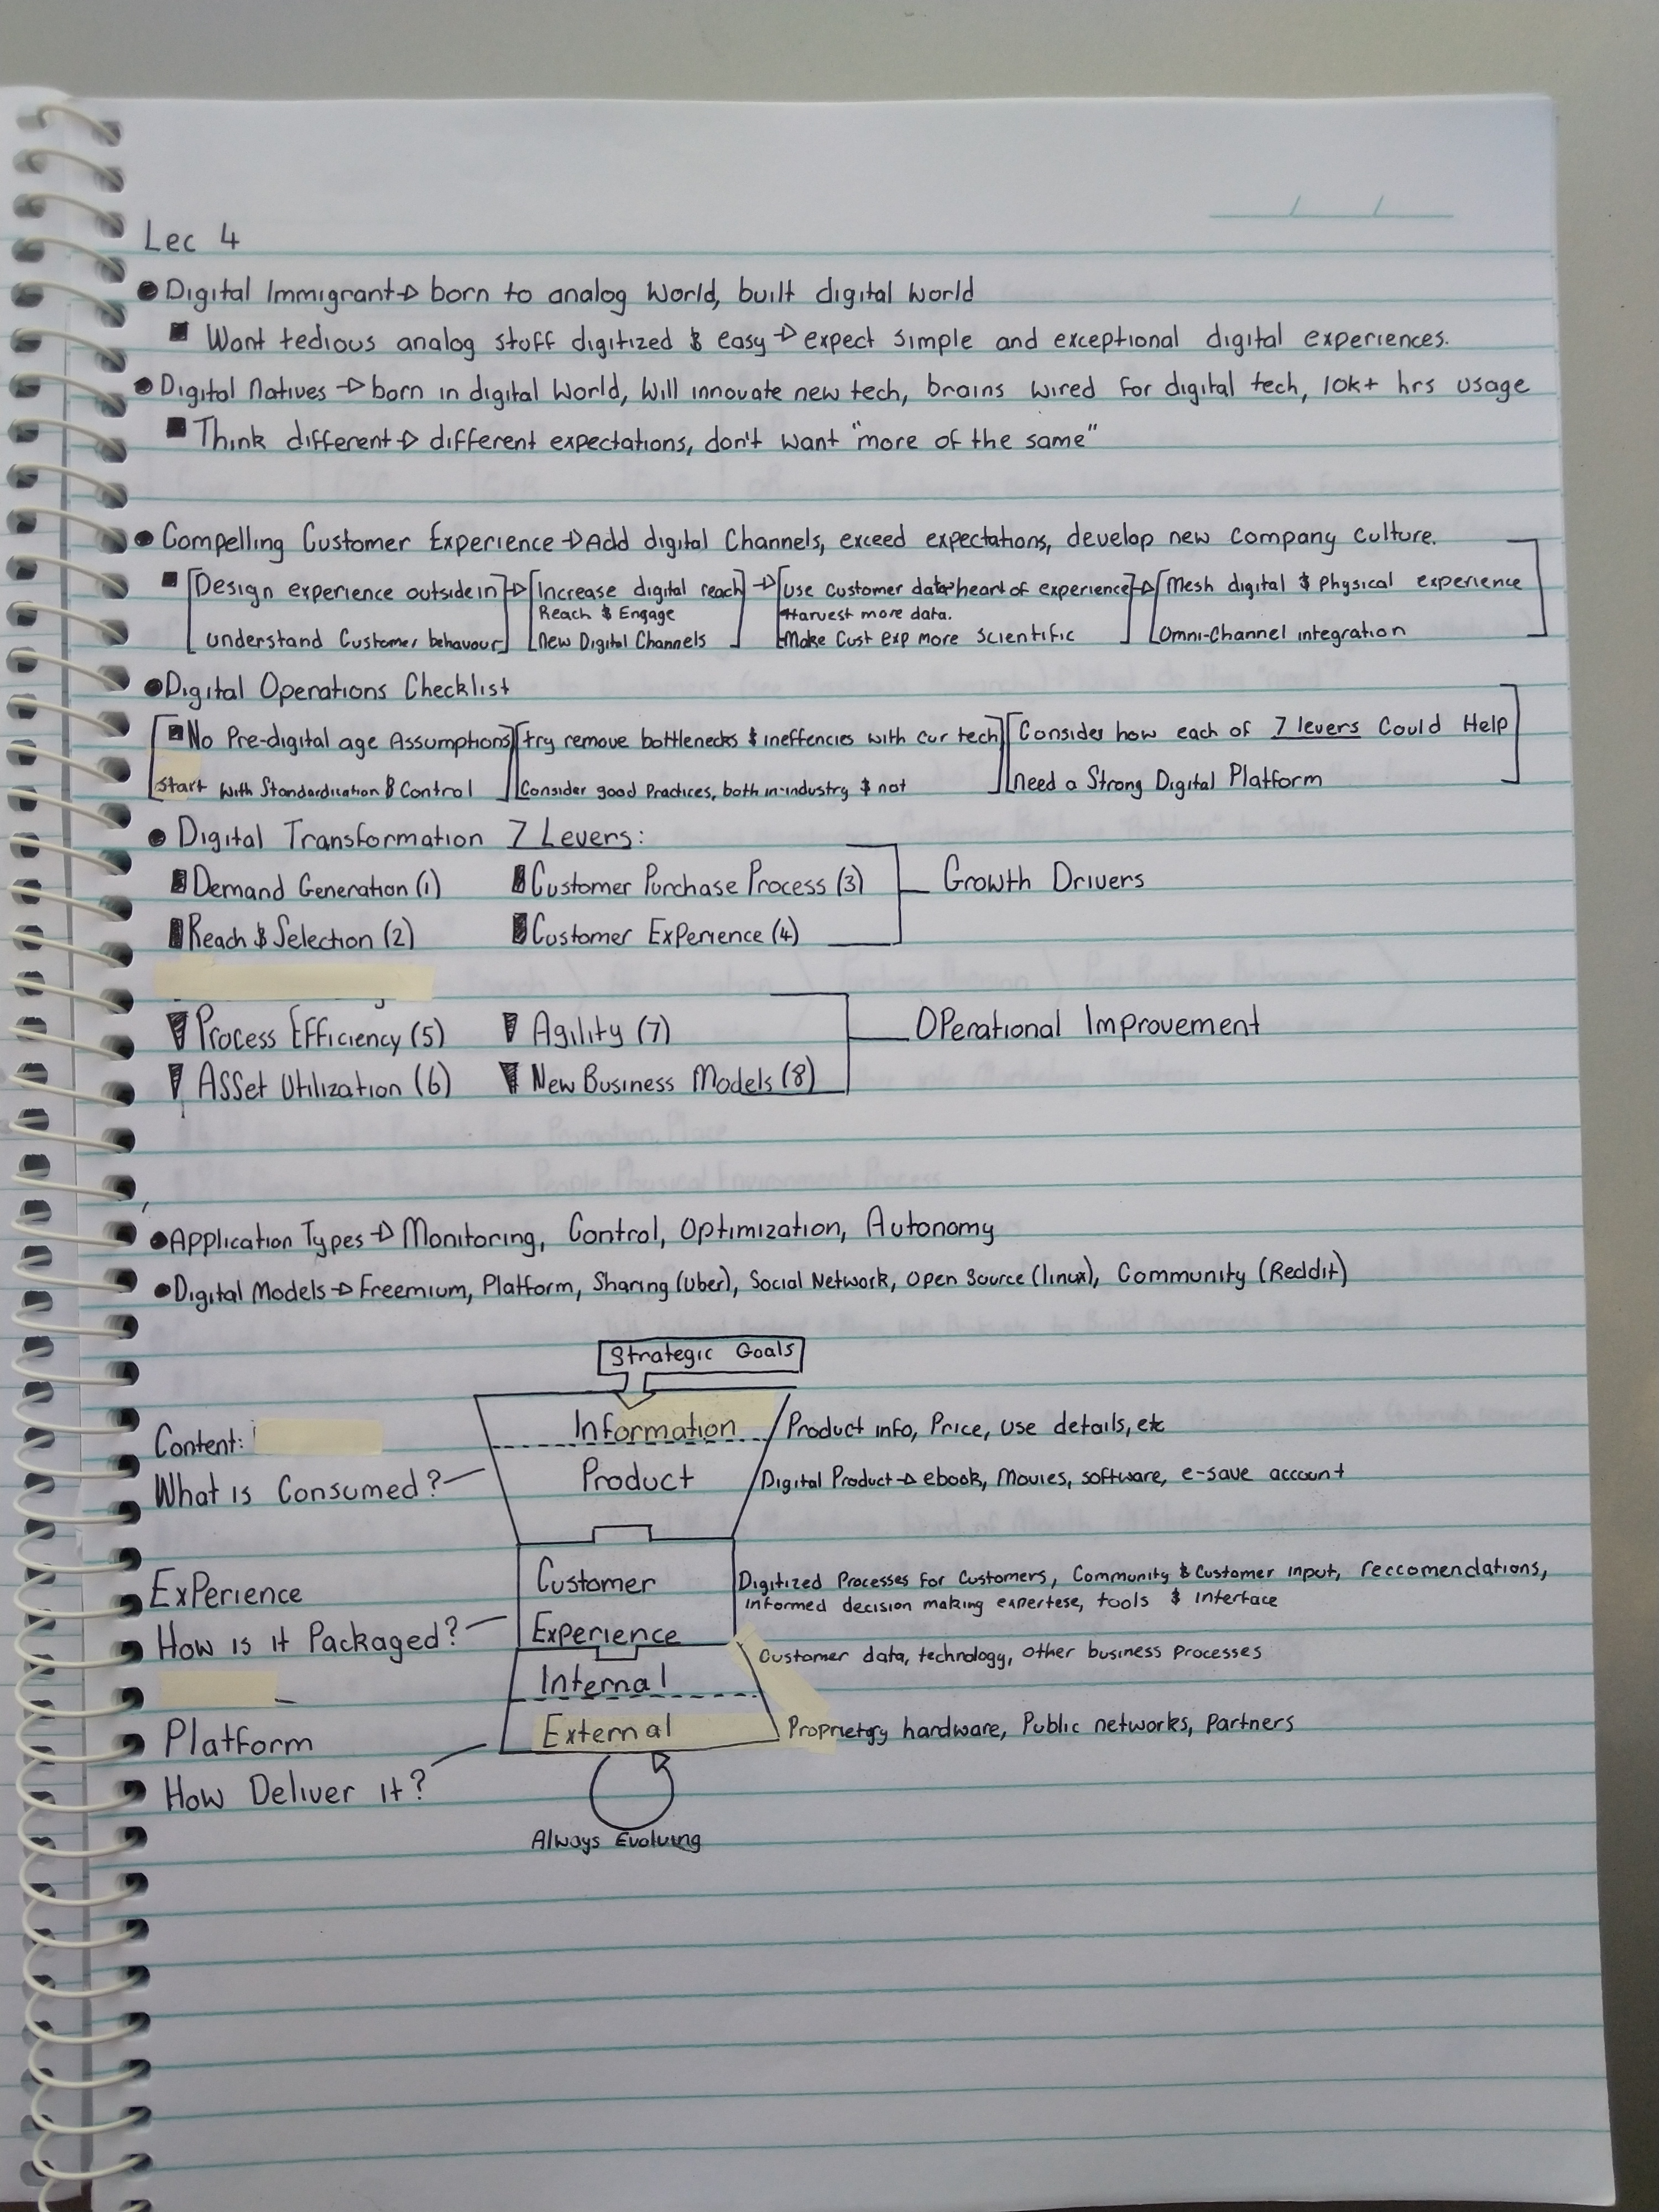 Lec 4
Digital Immigrant → born to analog World, built digital world
Want tedious analog stuff digitized & easy → expect simple and exceptional digital experiences.
Digital Natives → born in digital World, Will innovate new tech, brains wired for digital tech, 10k+ hrs usage
Think different → different expectations, don't want "more of the same"
Compelling Customer Experience → Add digital Channels, exceed expectations, develop new company culture.
Design experience outside in → Increase digital reach → Use customer data → heart of experience → Mesh digital & Physical experience
Reach & Engage Harvest more data.
understand Customer behavour New Digital Channels Make Cust exp more scientific Omni-Channel integration
Digital Operations Checklist
No Pre-digital age Assumptions try remove bottlenecks & ineffencies with cur tech Consider how each of 7 levers Could Help
Start with Standardication & Control Consider good Practices, both in-industry & not need a Strong Digital Platform
Digital Transformation 7 Levers:
Demand Generation (1) Customer Purchase Process (3) Growth Drivers
Reach & Selection (2) Customer Experience (4)
Process Efficiency (5) Agility (7) Operational Improvement
Asset Utilization (6) New Business Models (8)
Application Types → Monitoring, Control, Optimization, Autonomy
Digital Models → Freemium, Platform, Sharing (Uber), Social Network, Open Source (linux), Community (Reddit)
Strategic Goals
Content: Information Product info, Price, use details, etc
What is Consumed? Product Digital Product → ebook, Movies, software, e-save account
Experience Customer Digitized Processes for Customers, Community & Customer input, reccomendations,
informed decision making expertese, tools & interface
How is it Packaged? Experience
Customer data, technology, other business processes
Internal
Platform External Proprietary hardware, Public networks, partners
How Deliver it?
Always Evolving